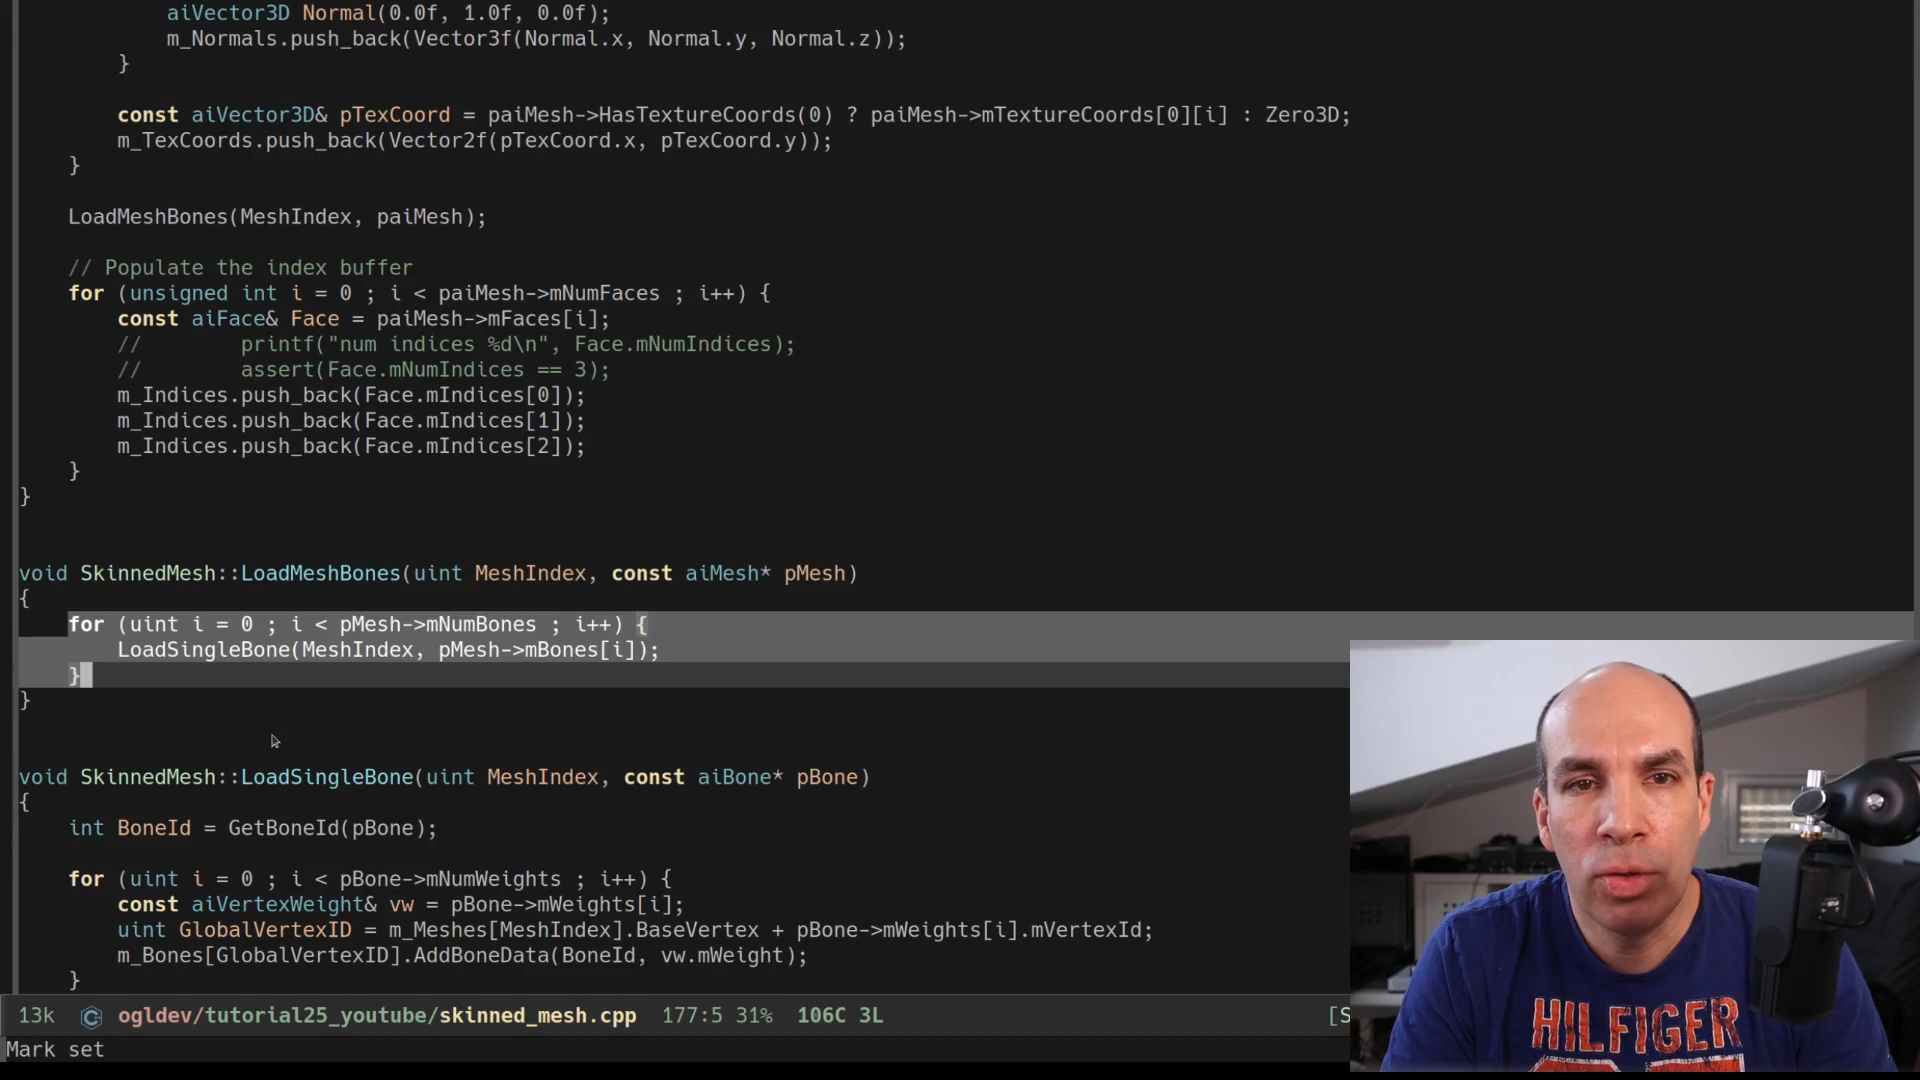 aiVector3D Normal(0.0f, 1.0f, 0.0f);
m_Normals.push_back(Vector3f(Normal.x, Normal.y, Normal.z));
}
const aiVector3D& pTexCoord = paiMesh->HasTextureCoords(0) ? paiMesh->mTextureCoords[0][i] : Zero3D;
m_TexCoords.push_back(Vector2f(pTexCoord.x, pTexCoord.y));
}
LoadMeshBones(MeshIndex, paiMesh);
// Populate the index buffer
for (unsigned int i = 0 ; i < paiMesh->mNumFaces ; i++) {
const aiFace& Face = paiMesh->mFaces[i];
//        printf("num indices %d\n", Face.mNumIndices);
//        assert(Face.mNumIndices == 3);
m_Indices.push_back(Face.mIndices[0]);
m_Indices.push_back(Face.mIndices[1]);
m_Indices.push_back(Face.mIndices[2]);
}
}
void SkinnedMesh::LoadMeshBones(uint MeshIndex, const aiMesh* pMesh)
{
for (uint i = 0 ; i < pMesh->mNumBones ; i++) {
LoadSingleBone(MeshIndex, pMesh->mBones[i]);
}
}
void SkinnedMesh::LoadSingleBone(uint MeshIndex, const aiBone* pBone)
{
int BoneId = GetBoneId(pBone);
for (uint i = 0 ; i < pBone->mNumWeights ; i++) {
const aiVertexWeight& vw = pBone->mWeights[i];
uint GlobalVertexID = m_Meshes[MeshIndex].BaseVertex + pBone->mWeights[i].mVertexId;
m_Bones[GlobalVertexID].AddBoneData(BoneId, vw.mWeight);
}
13k ogldev/tutorial25_youtube/skinned_mesh.cpp 177:5 31% 106C 3L [S
Mark set
HILFIGER